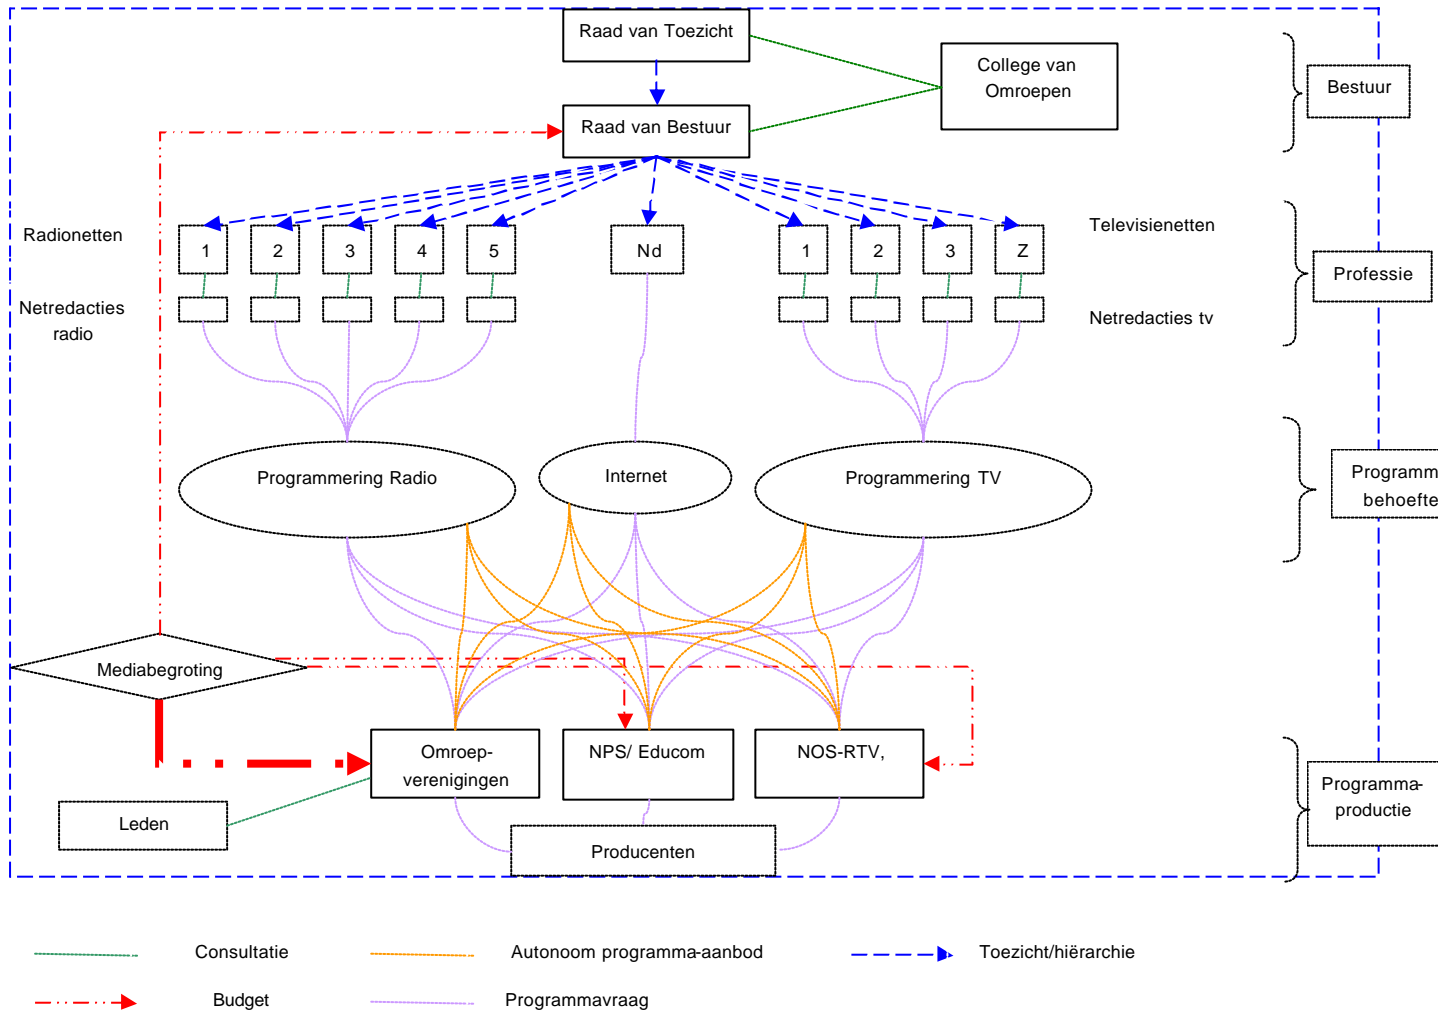 Raad van Toezicht
College van
Omroepen
Bestuur
Raad van Bestuur
Radionetten
1 2 3 4 5 Nd 1 2 3 Z
Televisienetten
Professie
Netredacties
radio
Netredacties tv
Programmering Radio
Internet
Programmering TV
Programm
behoefte
Mediabegroting
Omroep-
verenigingen
NPS/ Educom
NOS-RTV,
Programma-
productie
Leden
Producenten
Consultatie
Autonoom programma-aanbod
Toezicht/hiërarchie
Budget
Programmavraag